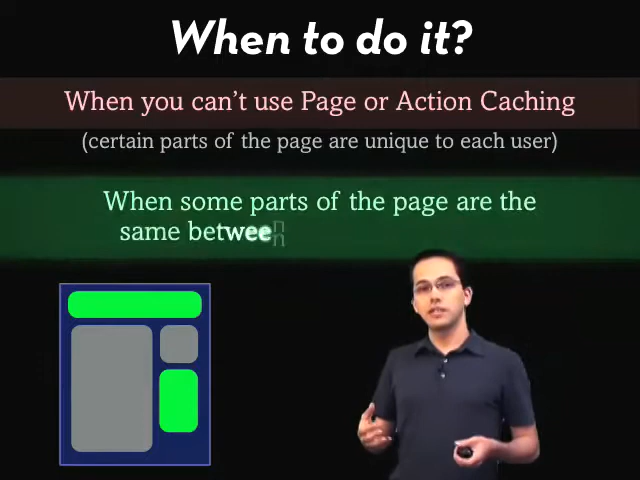 When to do it?
When you can't use Page or Action Caching
(certain parts of the page are unique to each user)
When some parts of the page are the
same between